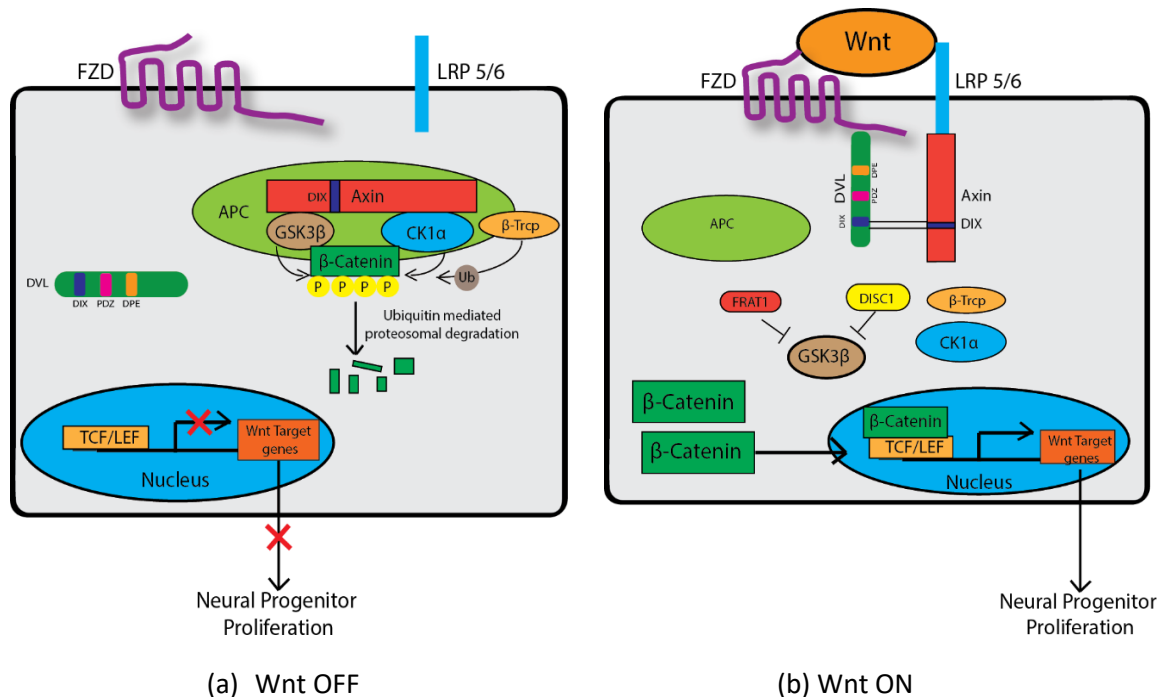 FZD
LRP 5/6
DIX
Axin
APC
GSK3β
CK1α
β-Trcp
β-Catenin
Ub
P P P P
DVL
DIX PDZ DPE
Ubiquitin mediated
proteosomal degradation
TCF/LEF
Wnt Target
genes
Nucleus
Neural Progenitor
Proliferation
(a) Wnt OFF
Wnt
FZD
LRP 5/6
DVL
DPE
PDZ
DIX
Axin
DIX
APC
FRAT1
DISC1
β-Trcp
GSK3β
CK1α
β-Catenin
β-Catenin
β-Catenin
TCF/LEF
Wnt Target
genes
Nucleus
Neural Progenitor
Proliferation
(b) Wnt ON